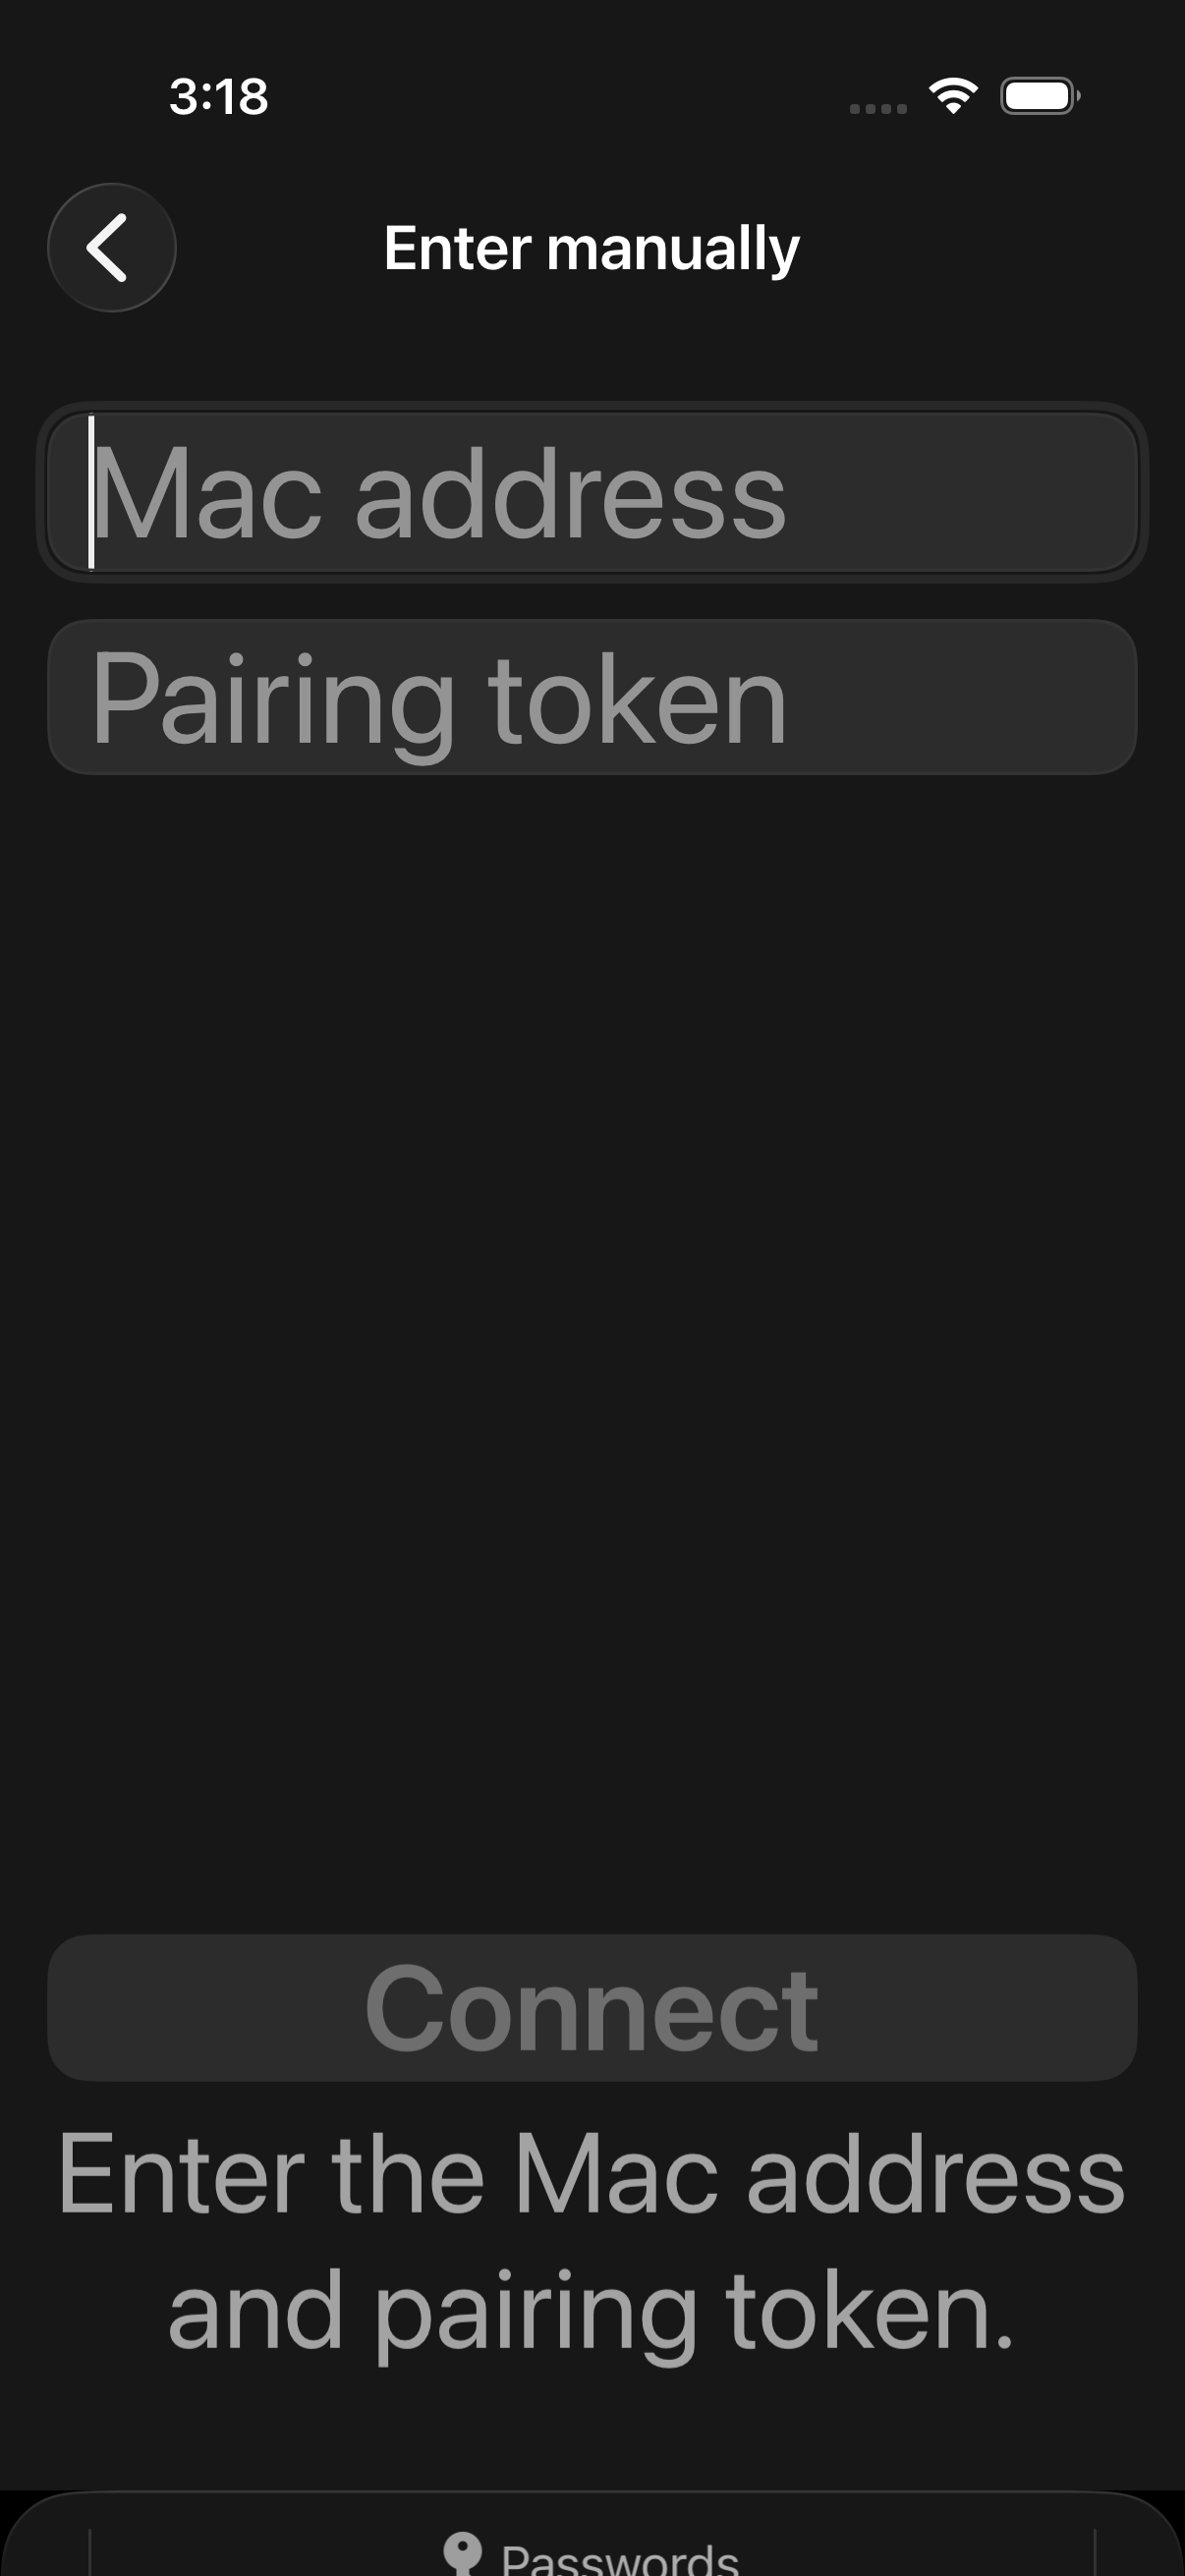 3:18
Enter manually
Mac address
Pairing token
Connect
Enter the Mac address
and pairing token.
Passwords